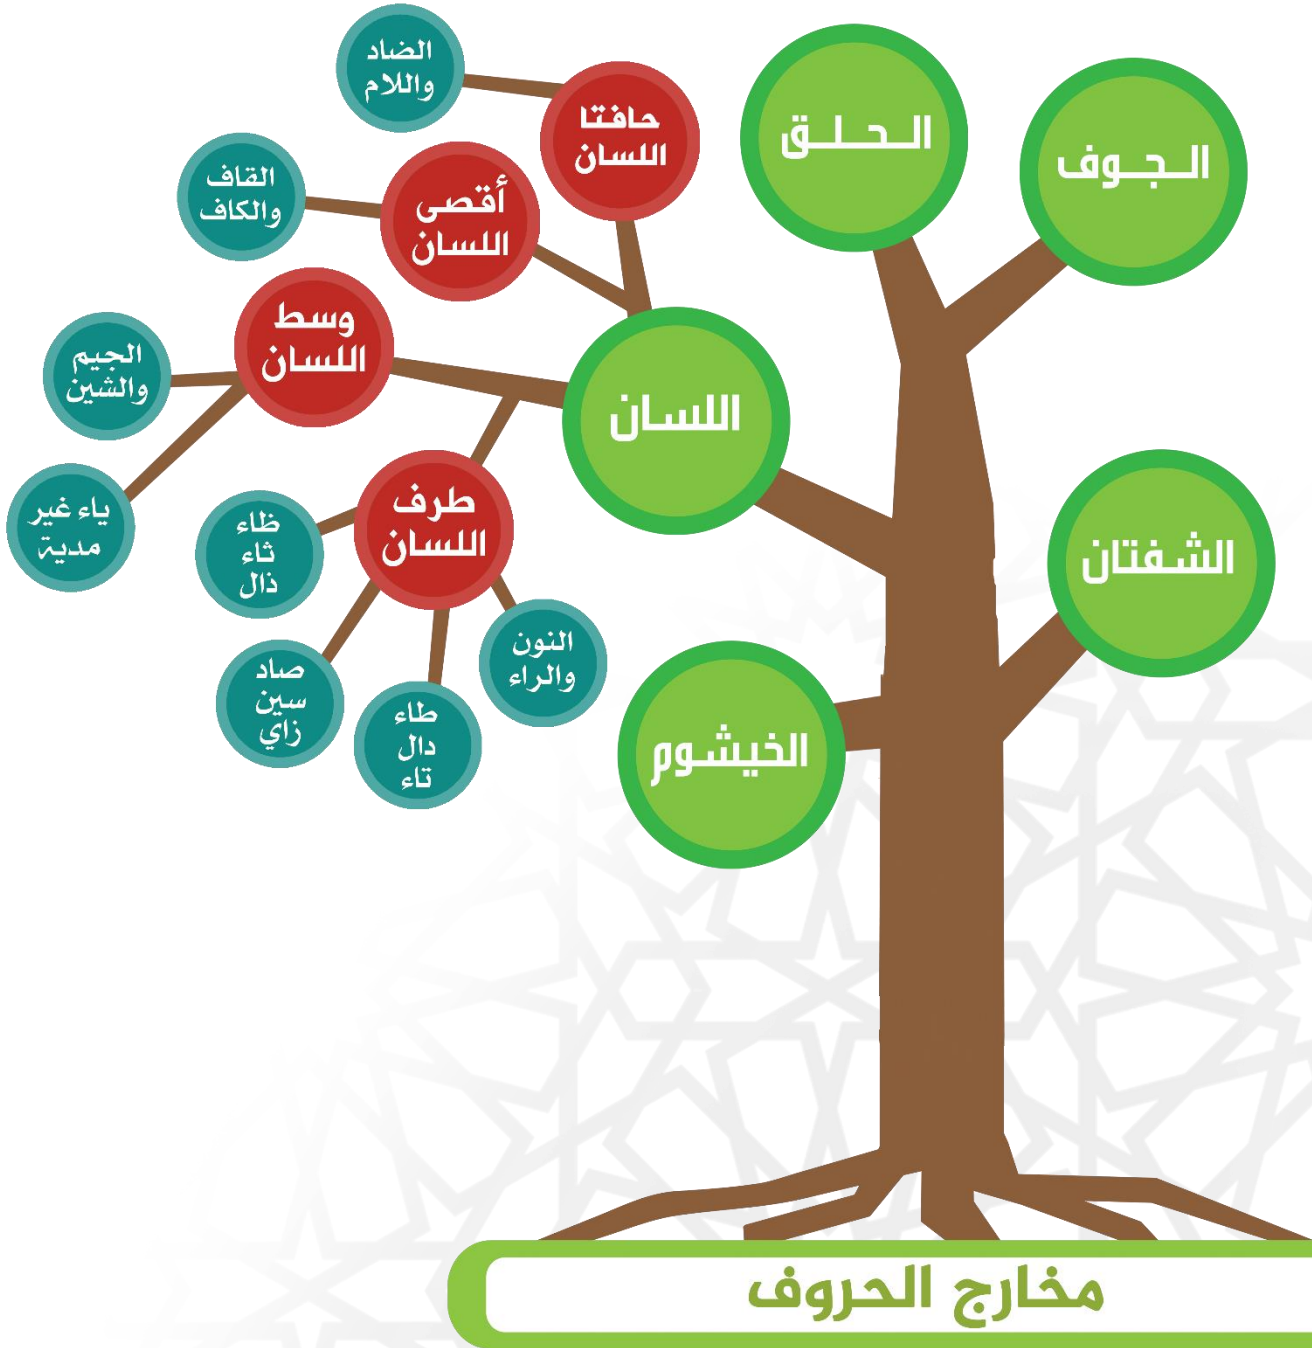 الجوف
الحلق
الشفتان
اللسان
الخيشوم
حافتا
اللسان
الضاد
واللام
أقصى
اللسان
القاف
والكاف
وسط
اللسان
الجيم
والشين
ياء غير
مدية
طرف
اللسان
ظاء
ثاء
ذال
صاد
سين
زاي
طاء
دال
تاء
النون
والراء
مخارج الحروف